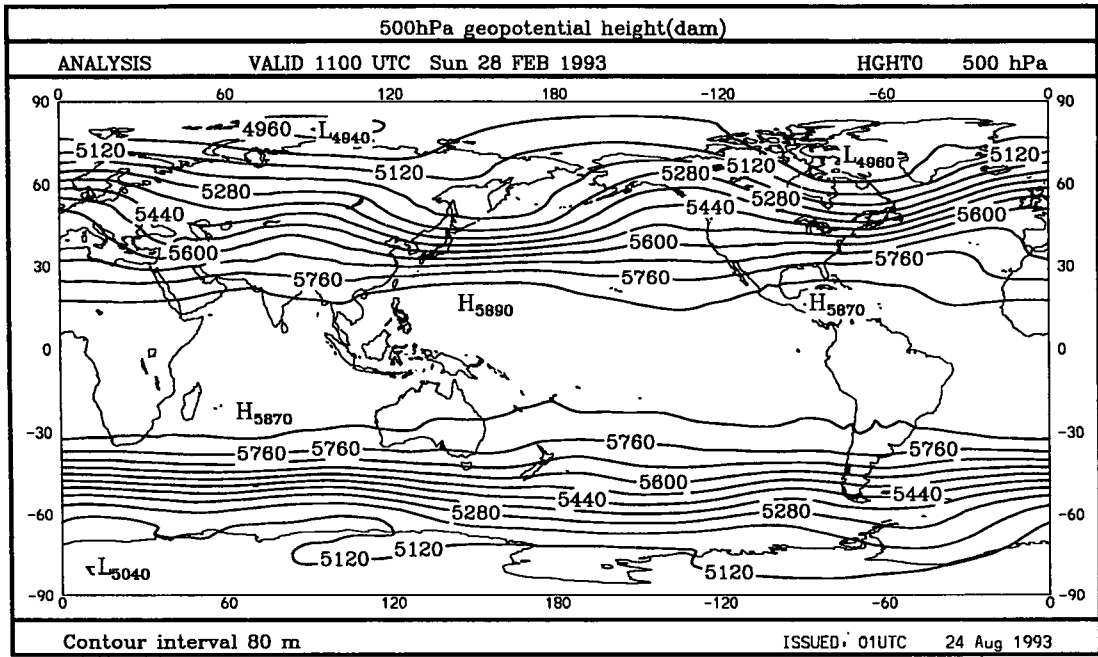 500hPa geopotential height(dam)
ANALYSIS VALID 1100 UTC Sun 28 FEB 1993 HGHT0 500 hPa
0 60 120 180 -120 -60 0
90 90
4960 L4940
5120 5120 5120 L4960 5120
60 5280 5280 5280 60
5440 5440 5600
L 5600 5600
5760 5760 5760
30 30
H5890 H5870
0 0
H5870
-30 -30
5760 5760 5760 5760
5600
5440 5440
5280 5280
-60 -60
5120 5120 5120
L5040
-90 -90
0 60 120 180 -120 -60 0
Contour interval 80 m ISSUED: 01UTC 24 Aug 1993